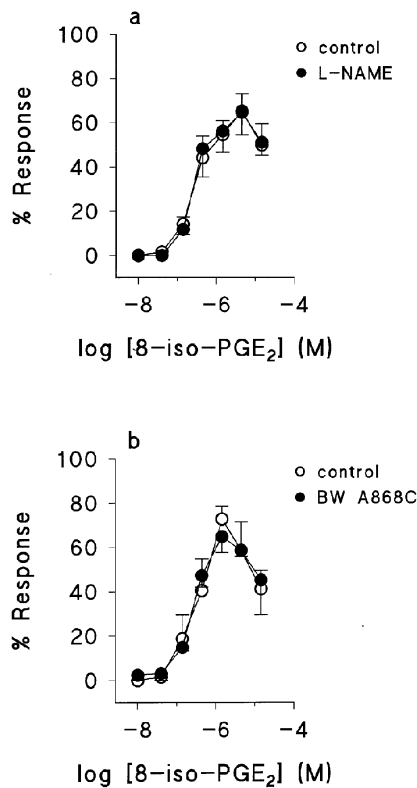 a
100
80
60
40
20
0
% Response
control
L-NAME
-8
-6
-4
log [8-iso-PGE₂] (M)
b
100
80
60
40
20
0
% Response
control
BW A868C
-8
-6
-4
log [8-iso-PGE₂] (M)